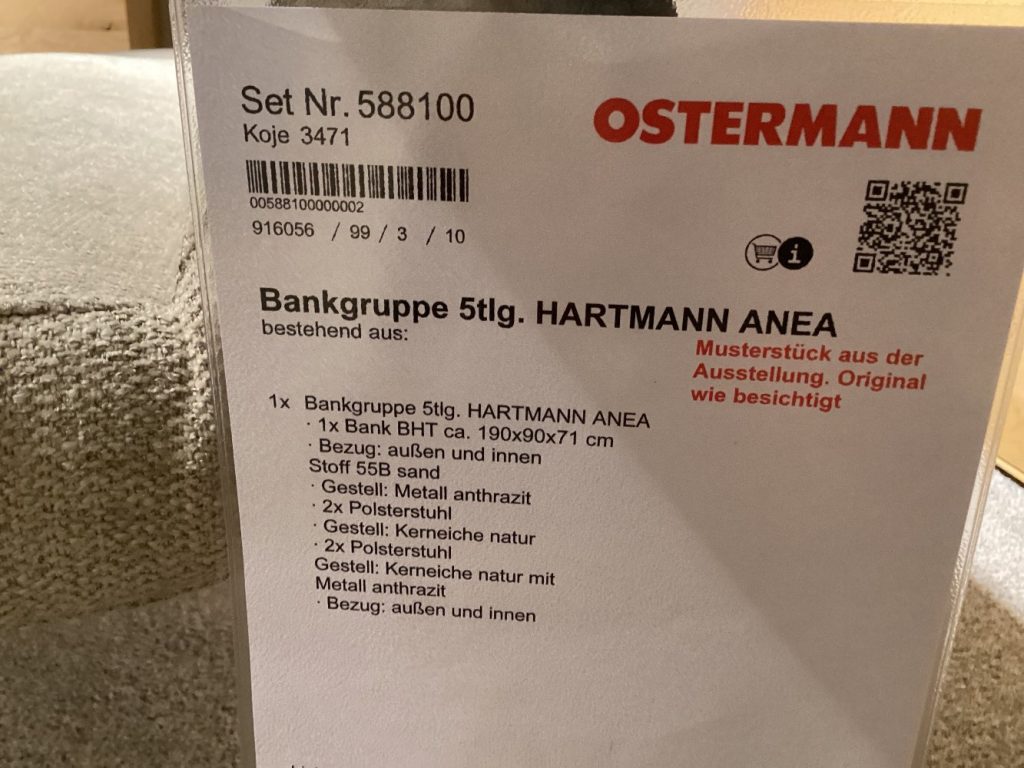 Set Nr. 588100
Koje 3471
OSTERMANN
00588100000002
916056 / 99 / 3 / 10
i
Bankgruppe 5tlg. HARTMANN ANEA
bestehend aus:
Musterstück aus der
Ausstellung. Original
wie besichtigt
1x Bankgruppe 5tlg. HARTMANN ANEA
· 1x Bank BHT ca. 190x90x71 cm
· Bezug: außen und innen
Stoff 55B sand
· Gestell: Metall anthrazit
· 2x Polsterstuhl
· Gestell: Kerneiche natur
· 2x Polsterstuhl
Gestell: Kerneiche natur mit
Metall anthrazit
· Bezug: außen und innen